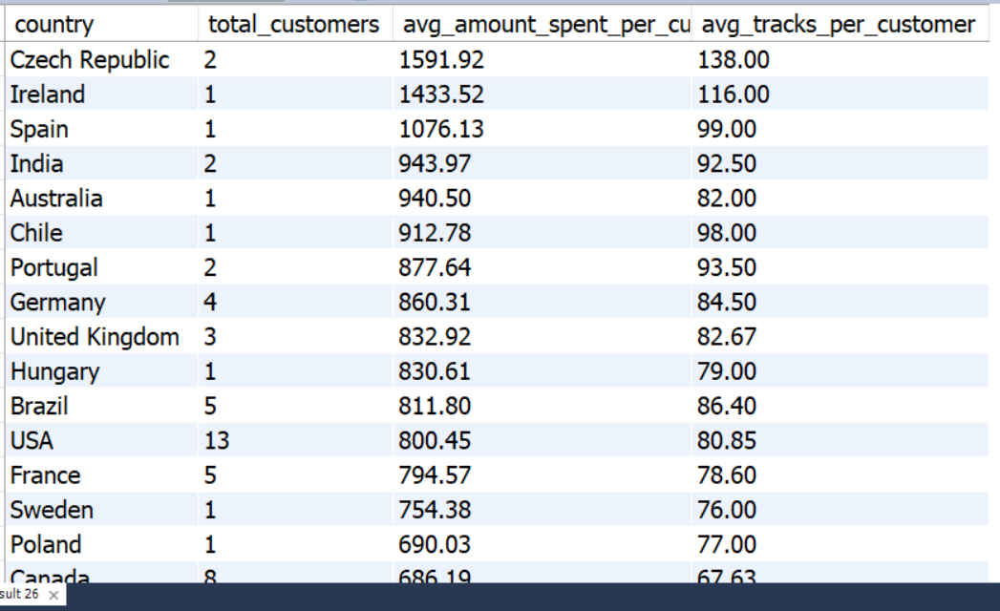 country total_customers avg_amount_spent_per_cu avg_tracks_per_customer
Czech Republic 2 1591.92 138.00
Ireland 1 1433.52 116.00
Spain 1 1076.13 99.00
India 2 943.97 92.50
Australia 1 940.50 82.00
Chile 1 912.78 98.00
Portugal 2 877.64 93.50
Germany 4 860.31 84.50
United Kingdom 3 832.92 82.67
Hungary 1 830.61 79.00
Brazil 5 811.80 86.40
USA 13 800.45 80.85
France 5 794.57 78.60
Sweden 1 754.38 76.00
Poland 1 690.03 77.00
Canada 8 686.19 67.63
sult 26 ×